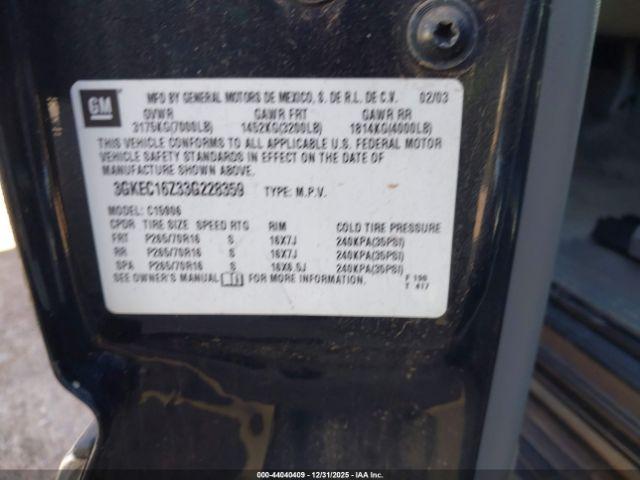 GM
MFD BY GENERAL MOTORS DE MEXICO, S. DE R.L. DE C.V. 02/03
GVWR GAWR FRT GAWR RR
3175KG(7000LB) 1452KG(3200LB) 1814KG(4000LB)
THIS VEHICLE CONFORMS TO ALL APPLICABLE U.S. FEDERAL MOTOR
VEHICLE SAFETY STANDARDS IN EFFECT ON THE DATE OF
MANUFACTURE SHOWN ABOVE.
3GKEC16Z33G228359 TYPE: M.P.V.
MODEL: C15906
CPDR TIRE SIZE SPEED RTG RIM COLD TIRE PRESSURE
FRT P265/70R16 S 16X7J 240KPA(35PSI)
RR P265/70R16 S 16X7J 240KPA(35PSI)
SPA P265/70R16 S 16X6.5J 240KPA(35PSI)
SEE OWNER'S MANUAL FOR MORE INFORMATION. F 196
T 417
000-44040409 - 12/31/2025 - IAAI.com